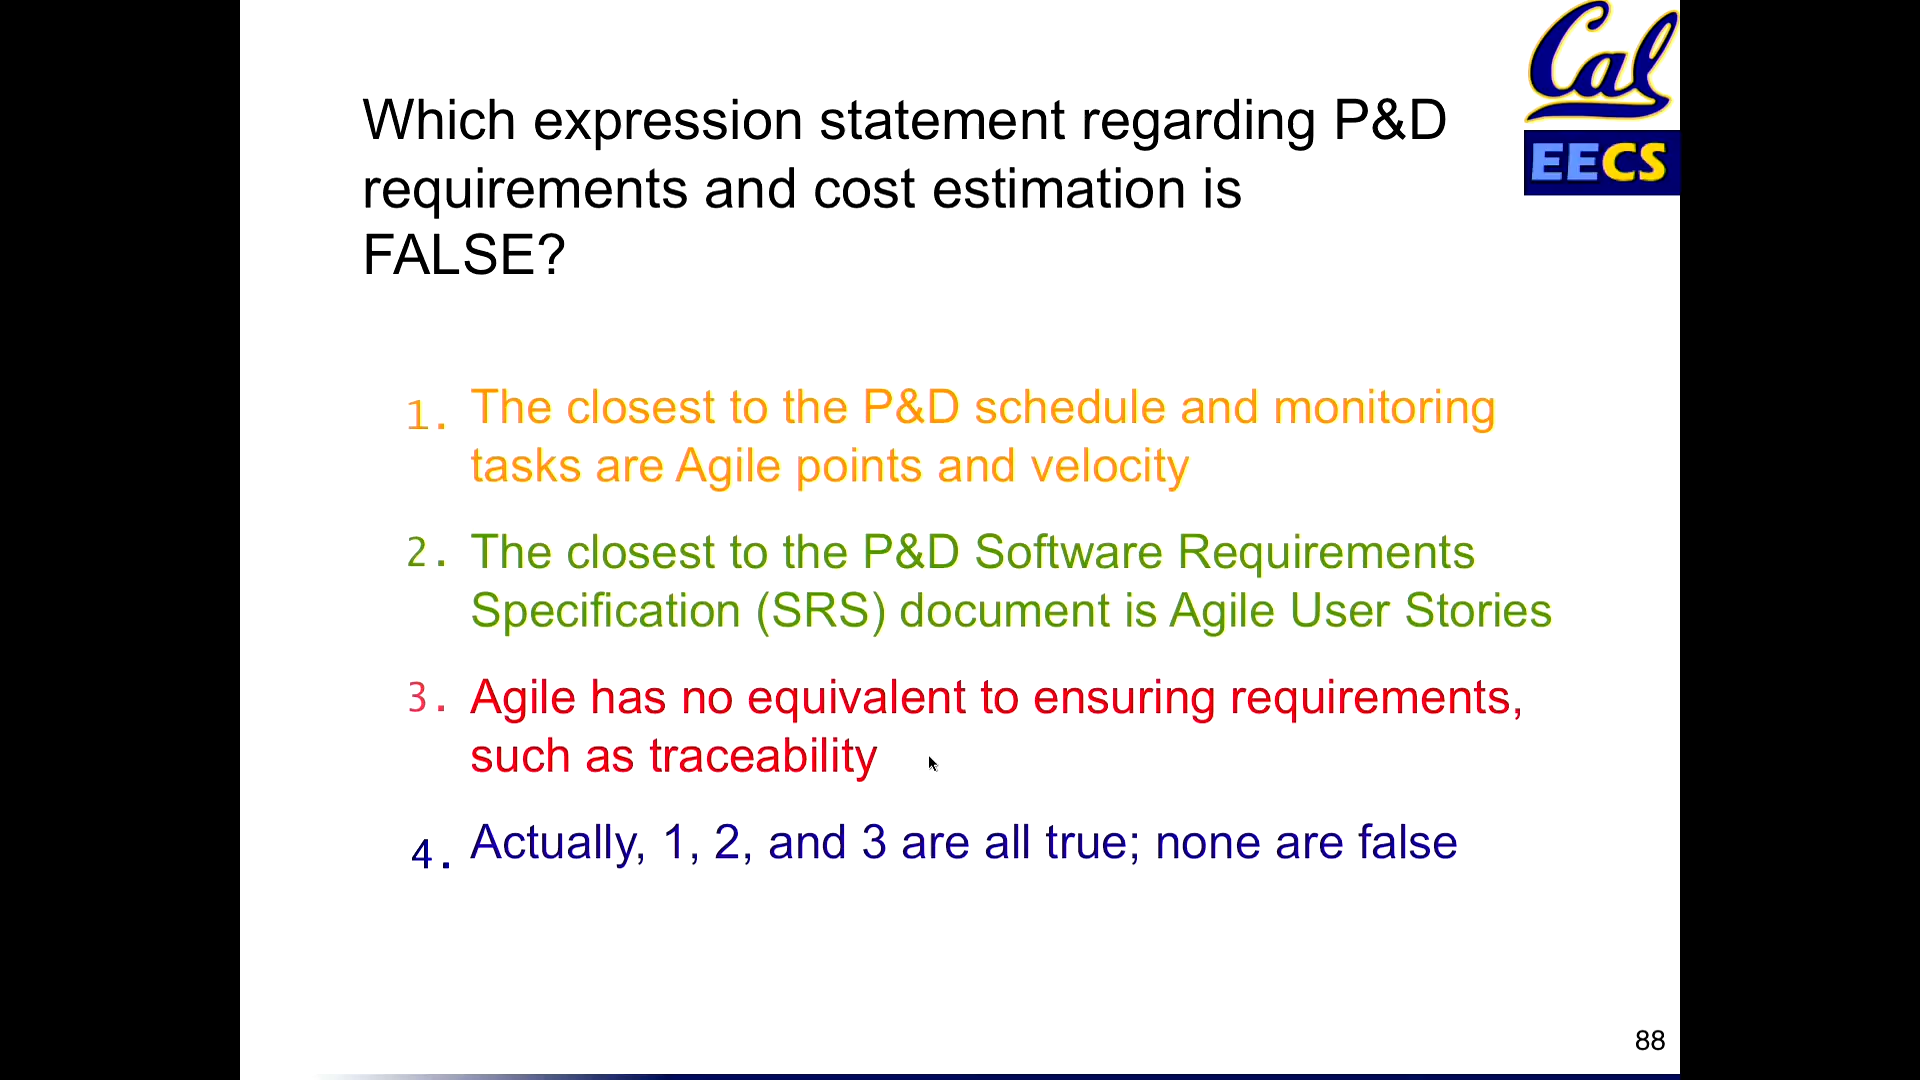 Cal
EECS
Which expression statement regarding P&D
requirements and cost estimation is
FALSE?
1. The closest to the P&D schedule and monitoring
tasks are Agile points and velocity
2. The closest to the P&D Software Requirements
Specification (SRS) document is Agile User Stories
3. Agile has no equivalent to ensuring requirements,
such as traceability
4. Actually, 1, 2, and 3 are all true; none are false
88